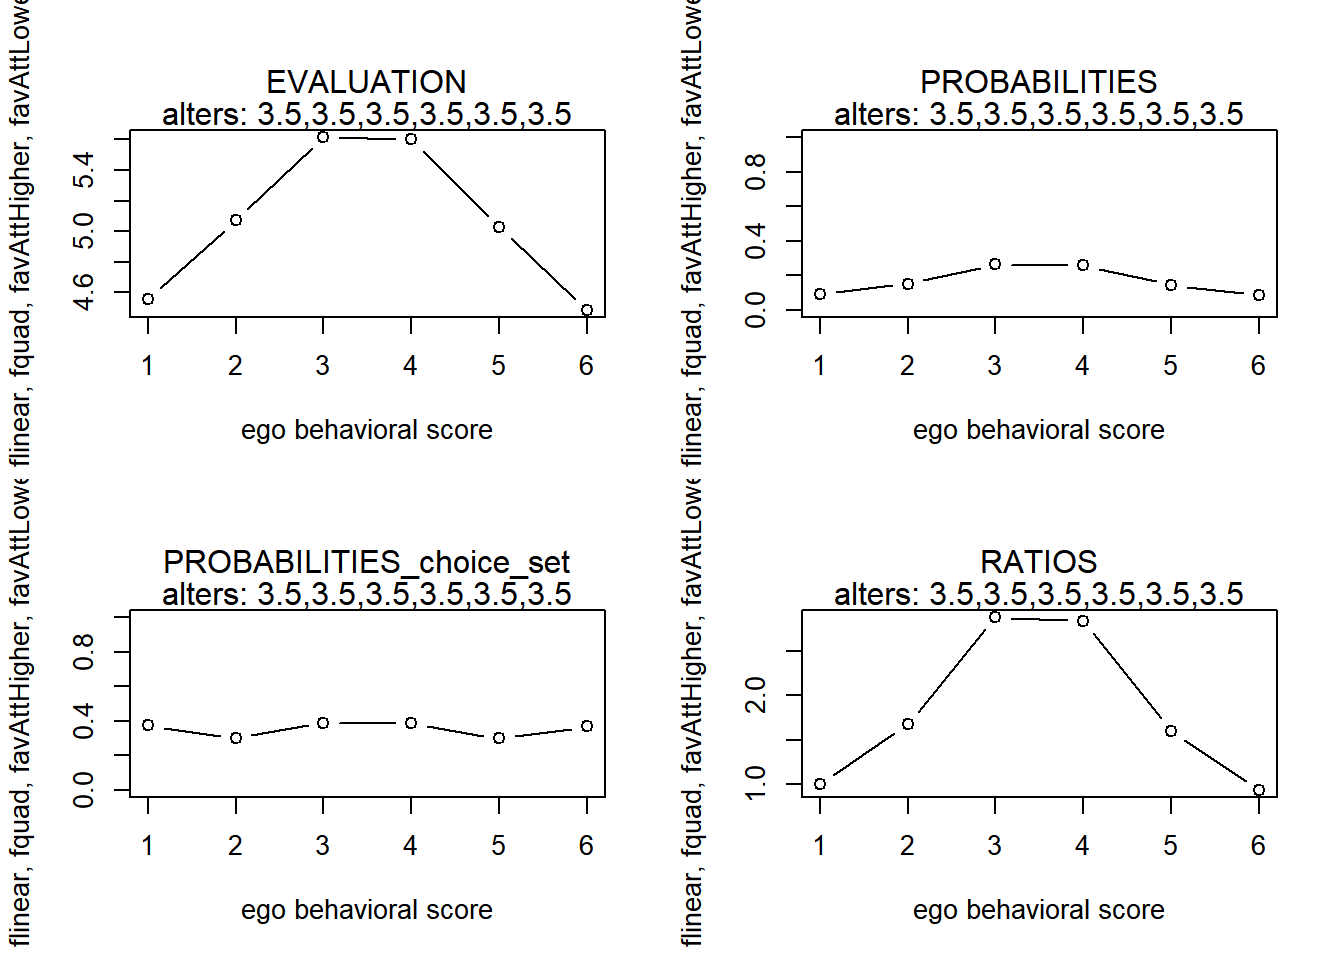 EVALUATION
alters: 3.5,3.5,3.5,3.5,3.5,3.5
flinear, fquad, favAttHigher, favAttLowe
5.4
5.0
4.6
1 2 3 4 5 6
ego behavioral score
PROBABILITIES
alters: 3.5,3.5,3.5,3.5,3.5,3.5
flinear, fquad, favAttHigher, favAttLowe
0.8
0.4
0.0
1 2 3 4 5 6
ego behavioral score
PROBABILITIES_choice_set
alters: 3.5,3.5,3.5,3.5,3.5,3.5
flinear, fquad, favAttHigher, favAttLowe
0.8
0.4
0.0
1 2 3 4 5 6
ego behavioral score
RATIOS
alters: 3.5,3.5,3.5,3.5,3.5,3.5
flinear, fquad, favAttHigher, favAttLowe
2.0
1.0
1 2 3 4 5 6
ego behavioral score